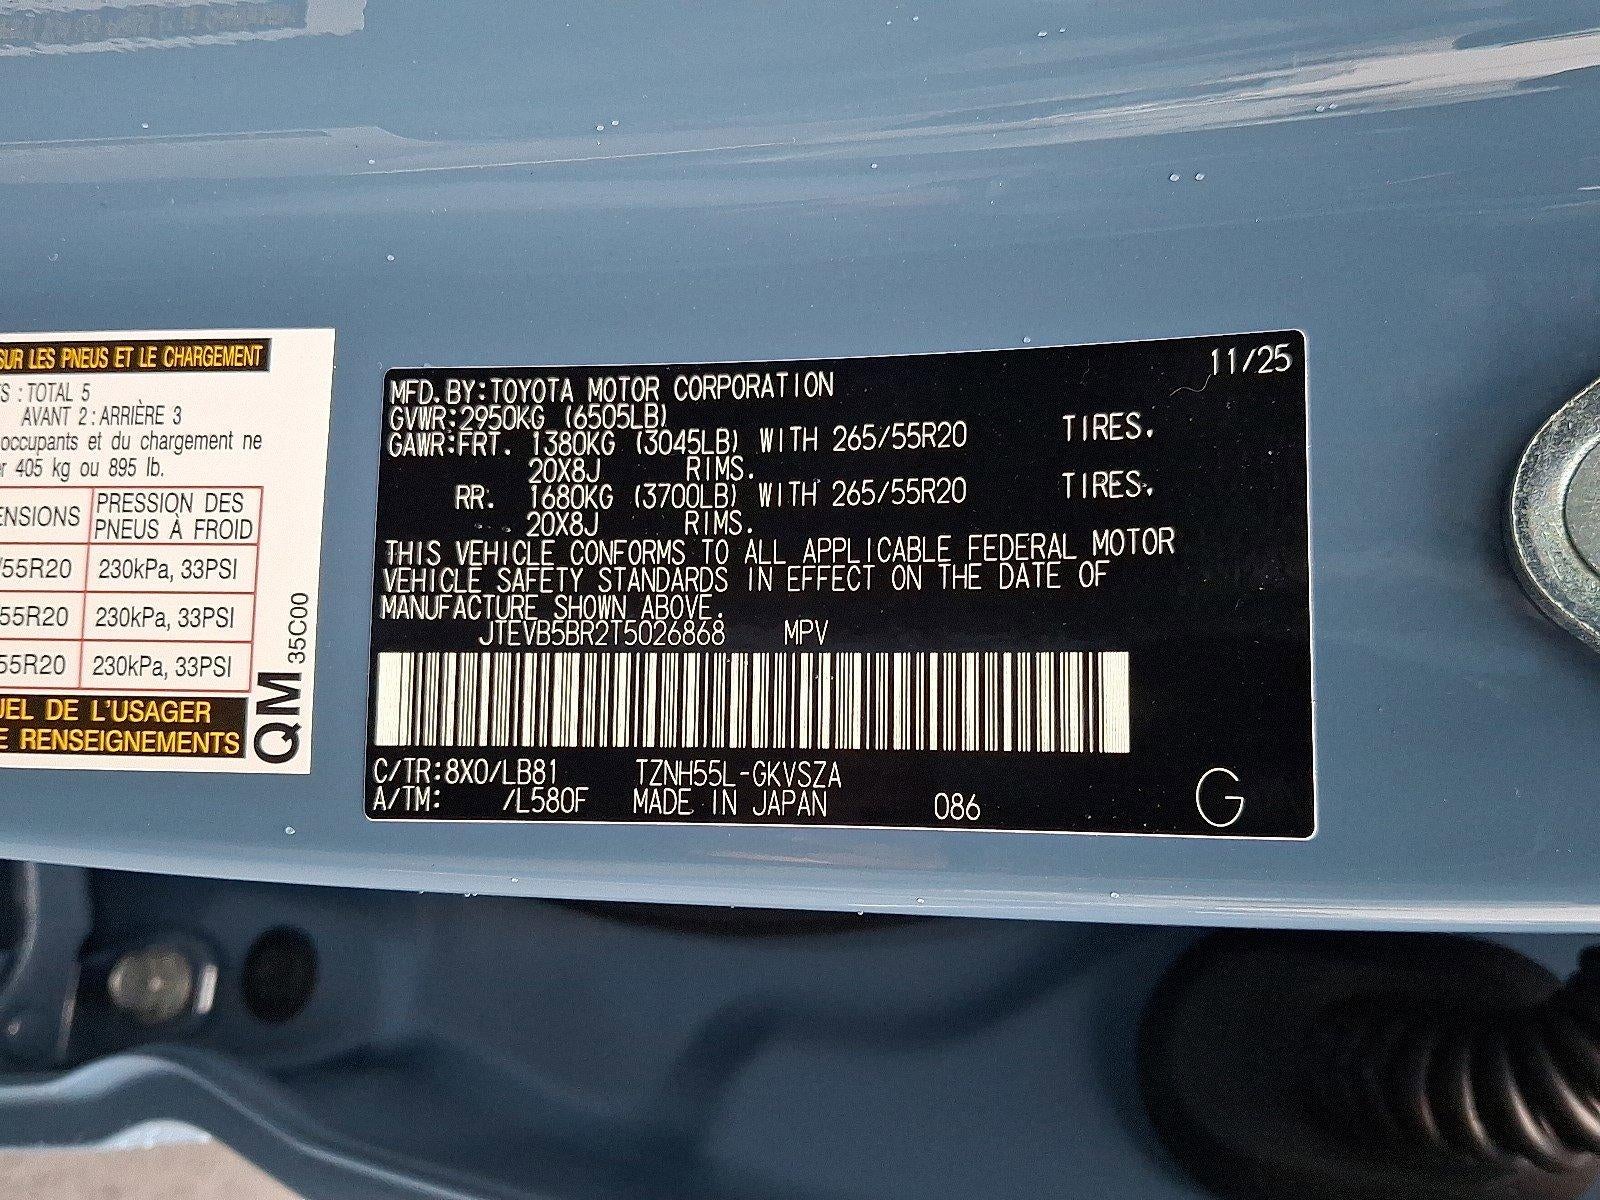 SUR LES PNEUS ET LE CHARGEMENT
: TOTAL 5
AVANT 2 : ARRIÈRE 3
occupants et du chargement ne
405 kg ou 895 lb.
PRESSION DES
PNEUS À FROID
/55R20 230kPa, 33PSI
55R20 230kPa, 33PSI
55R20 230kPa, 33PSI
DE L'USAGER
RENSEIGNEMENTS
QM 35C00
11/25
MFD. BY: TOYOTA MOTOR CORPORATION
GVWR: 2950KG (6505LB)
GAWR: FRT. 1380KG (3045LB) WITH 265/55R20 TIRES.
20X8J RIMS.
RR. 1680KG (3700LB) WITH 265/55R20 TIRES.
20X8J RIMS.
THIS VEHICLE CONFORMS TO ALL APPLICABLE FEDERAL MOTOR
VEHICLE SAFETY STANDARDS IN EFFECT ON THE DATE OF
MANUFACTURE SHOWN ABOVE.
JTEVB5BR2T5026868 MPV
C/TR: 8X0/LB81 TZNH55L-GKVSZA
A/TM: /L580F MADE IN JAPAN 086 G